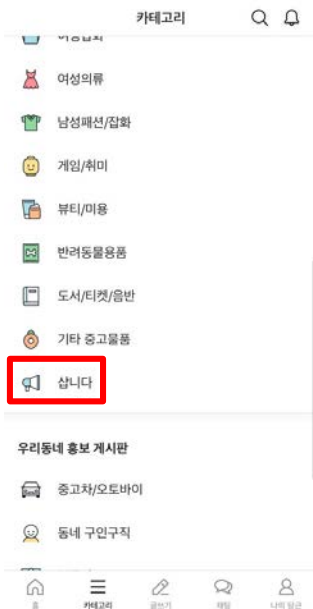 카테고리
여성의류
남성패션/잡화
게임/취미
뷰티/미용
반려동물용품
도서/티켓/음반
기타 중고물품
삽니다
우리동네 홍보 게시판
중고차/오토바이
동네 구인구직
홈
카테고리
글쓰기
채팅
나의 당근